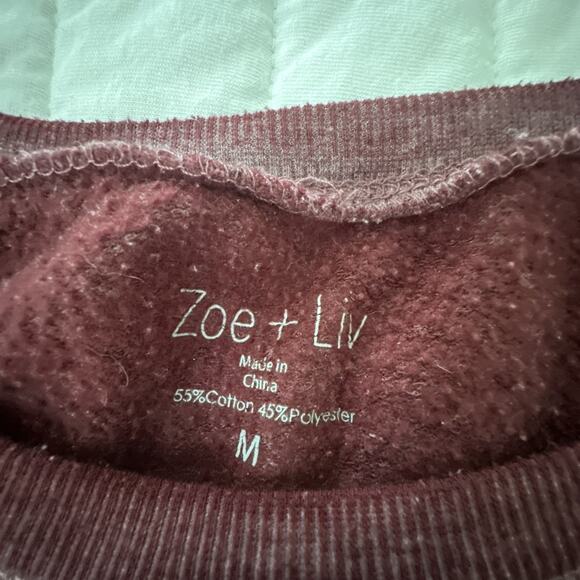 Zoe + Liv
Made in
China
55%Cotton 45%Polyester
M